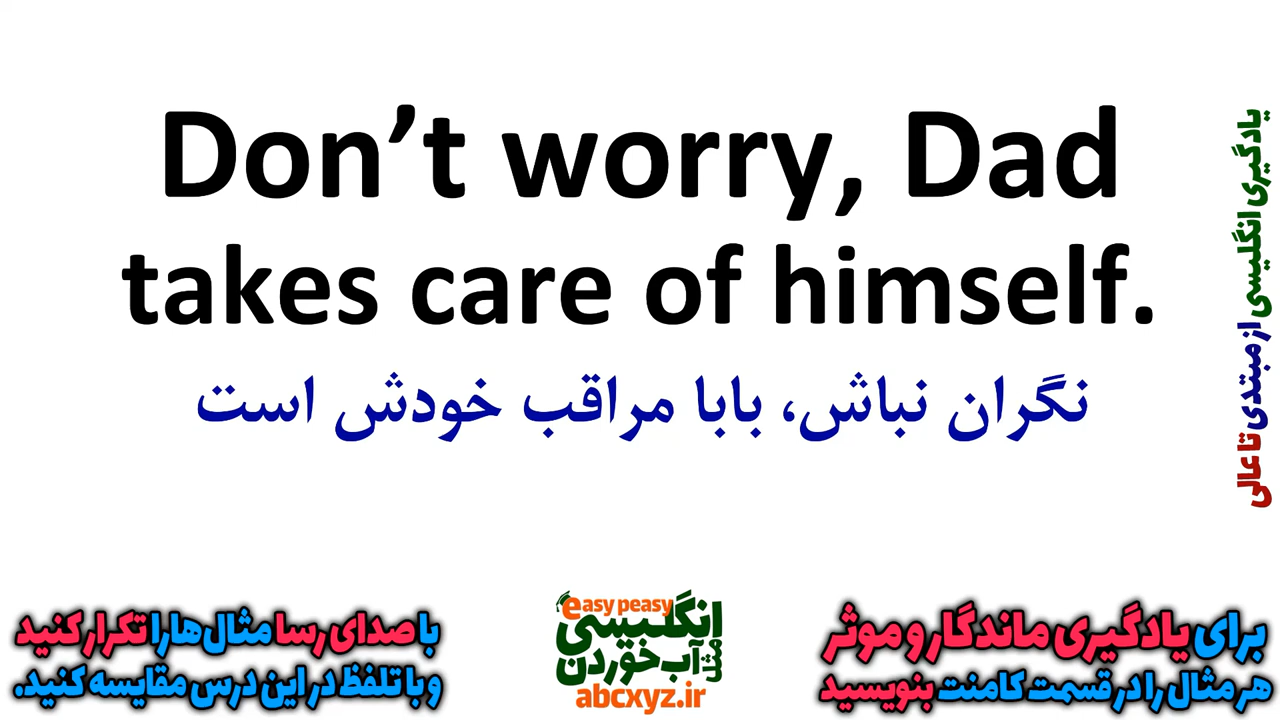 Don’t worry, Dad
takes care of himself.
نگران نباش، بابا مراقب خودش است
یادگیری انگلیسی از مبتدی تا عالی
برای یادگیری ماندگار و موثر
هر مثال را در قسمت کامنت بنویسید
easy peasy
انگلیسی
مثل آب خوردن
abcxyz.ir
با صدای رسا مثال‌ها را تکرار کنید
و با تلفظ در این درس مقایسه کنید.